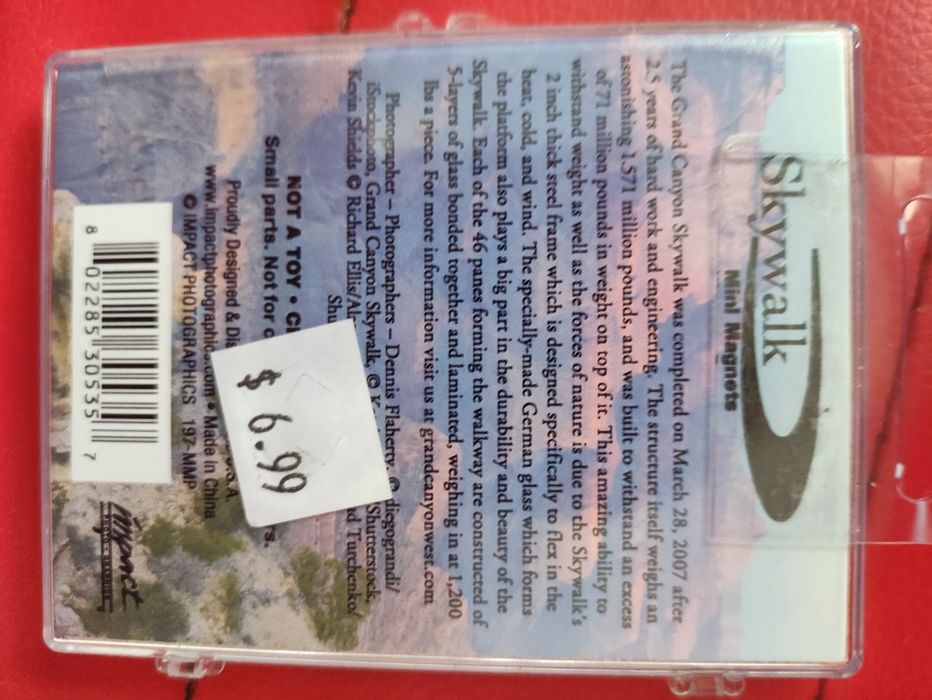 Skywalk
Mini Magnets
The Grand Canyon Skywalk was completed on March 28, 2007 after
2.5 years of hard work and engineering. The structure itself weighs an
astonishing 1.571 million pounds, and was built to withstand an excess
of 71 million pounds in weight on top of it. This amazing ability to
withstand weight as well as the forces of nature is due to the Skywalk's
2 inch thick steel frame which is designed specifically to flex in the
heat, cold, and wind. The specially-made German glass which forms
the platform also plays a big part in the durability and beauty of the
Skywalk. Each of the 46 panes forming the walkway are constructed of
5-layers of glass bonded together and laminated, weighing in at 1,200
lbs a piece. For more information visit us at grandcanyonwest.com
Photographer – Photographers – Dennis Flaherty, © diegograndi/
iStockphoto, Grand Canyon Skywalk, © /Shutterstock,
Kevin Shields © Richard Ellis/Al Turchenko/
Shu
NOT A TOY • C
Small parts. Not for
Proudly Designed & Di U.S.A.
www.impactphotographics.com • Made in China
© IMPACT PHOTOGRAPHICS 197-MMP
$ 6.99
8 02285 30535 7
impact